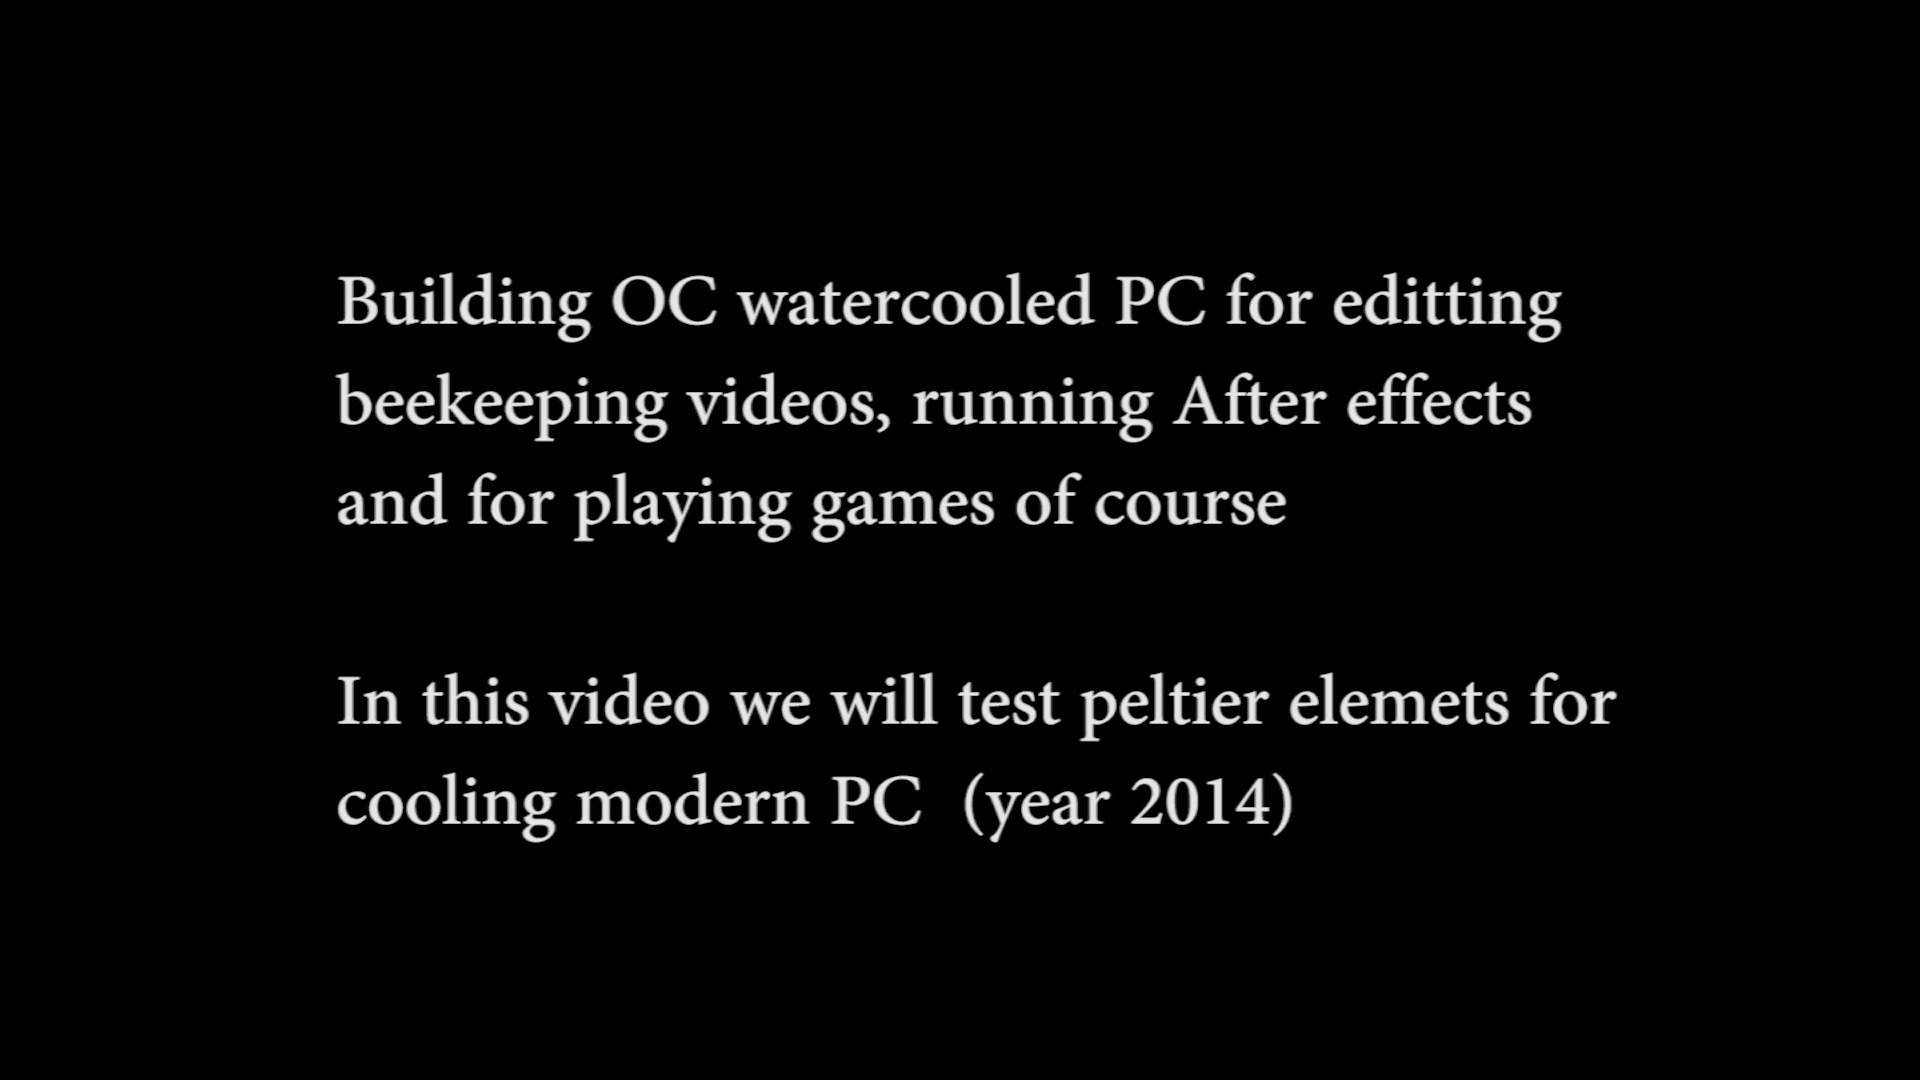 Building OC watercooled PC for editting
beekeeping videos, running After effects
and for playing games of course
In this video we will test peltier elemets for
cooling modern PC  (year 2014)